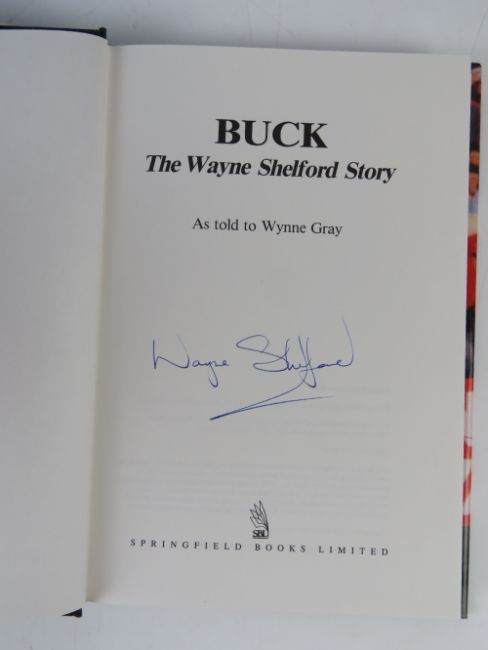 BUCK
The Wayne Shelford Story
As told to Wynne Gray
Wayne Shelford
SBL
SPRINGFIELD BOOKS LIMITED